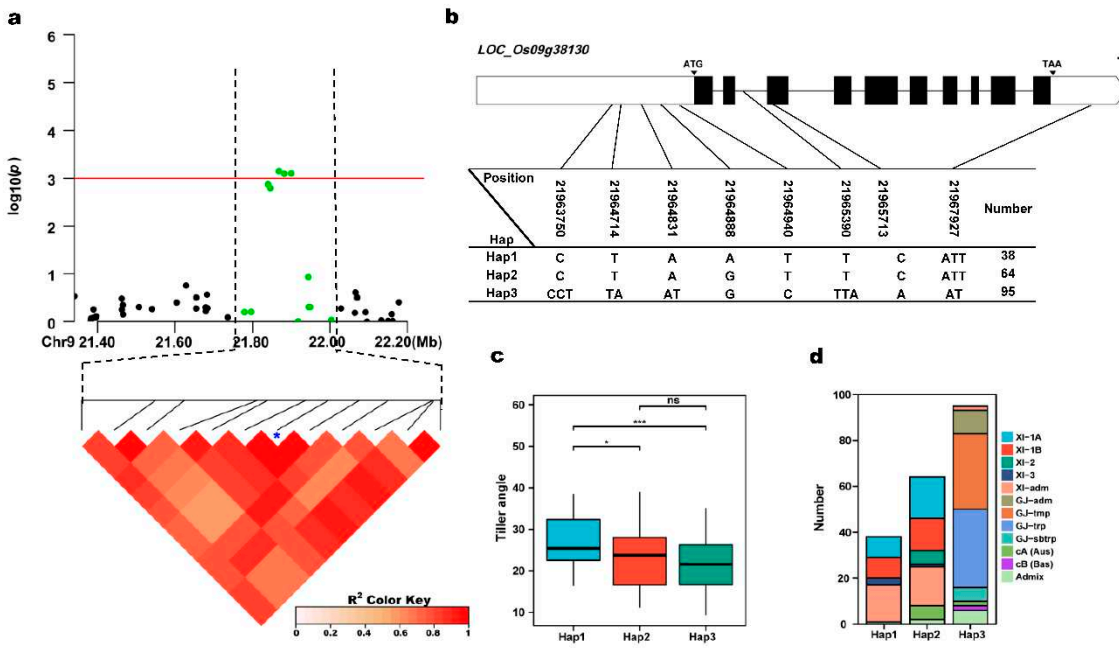 a
6
5
4
3
2
1
0
log10(p)
Chr9 21.40 21.60 21.80 22.00 22.20(Mb)
*
R² Color Key
0 0.2 0.4 0.6 0.8 1
b
LOC_Os09g38130
ATG
TAA
Position 21963750 21964714 21964831 21964888 21964940 21965390 21965713 21967927 Number
Hap
Hap1 C T A A T T C ATT 38
Hap2 C T A G T T C ATT 64
Hap3 CCT TA AT G C TTA A AT 95
c
Tiller angle
60
50
40
30
20
10
ns
***
*
Hap1 Hap2 Hap3
d
Number
100
80
60
40
20
0
Hap1 Hap2 Hap3
XI-1A
XI-1B
XI-2
XI-3
XI-adm
GJ-adm
GJ-tmp
GJ-trp
GJ-sbtrp
cA (Aus)
cB (Bas)
Admix